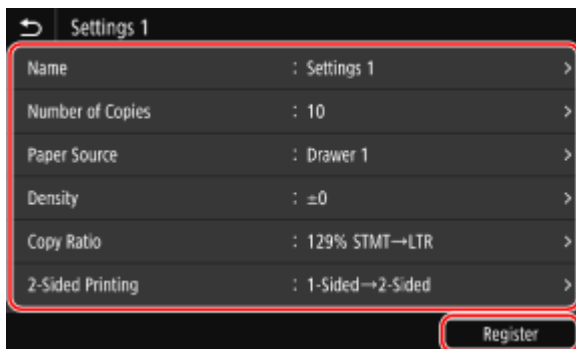 Settings 1
Name : Settings 1 >
Number of Copies : 10 >
Paper Source : Drawer 1 >
Density : ±0 >
Copy Ratio : 129% STMT→LTR >
2-Sided Printing : 1-Sided→2-Sided >
Register